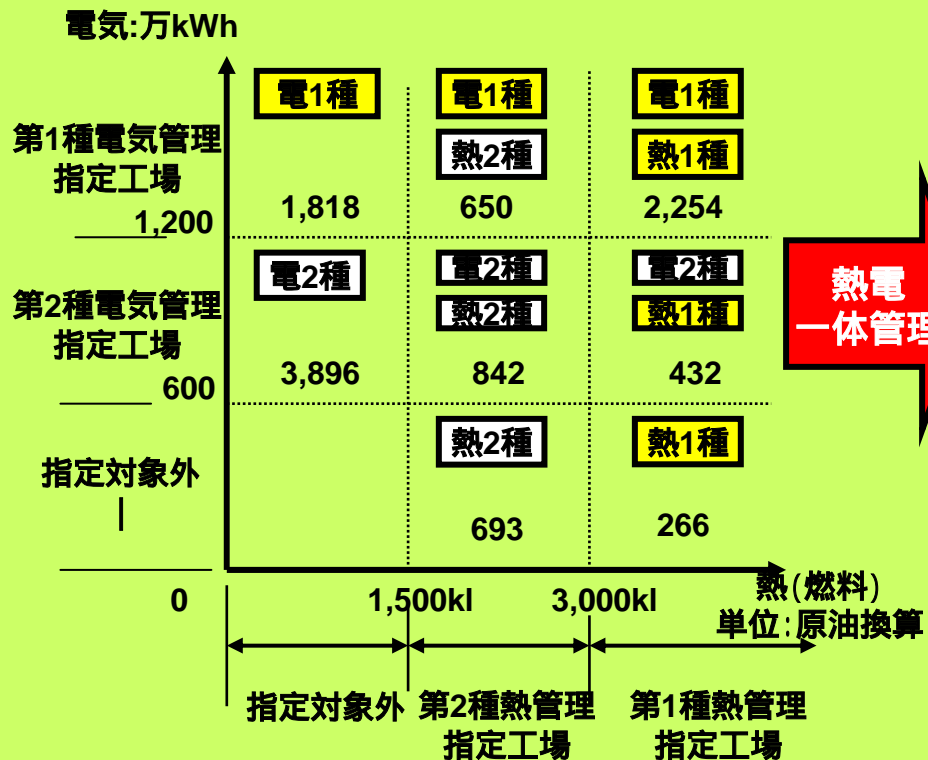 電気:万kWh
電1種
電1種
電1種
第1種電気管理
指定工場
熱2種
熱1種
1,818
650
2,254
1,200
電2種
電2種
電2種
熱2種
熱1種
第2種電気管理
指定工場
3,896
842
432
600
熱電
一体管理
熱2種
熱1種
指定対象外
693
266
0
1,500kl
3,000kl
熱(燃料)
単位:原油換算
指定対象外
第2種熱管理
指定工場
第1種熱管理
指定工場